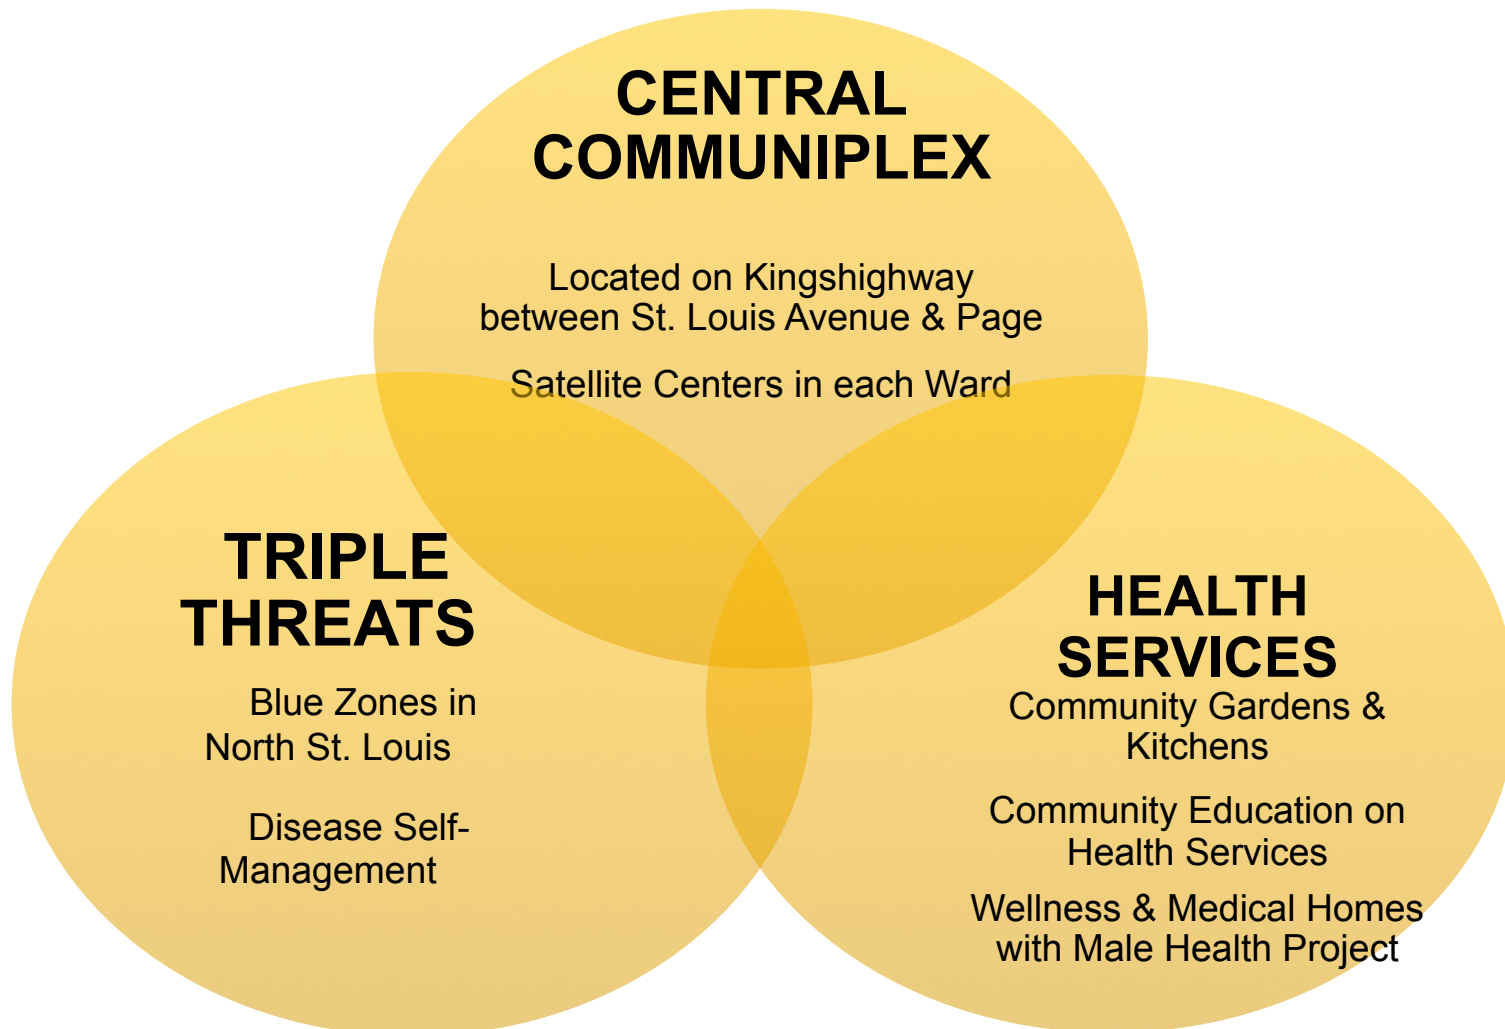 CENTRAL
COMMUNIPLEX
Located on Kingshighway
between St. Louis Avenue & Page
Satellite Centers in each Ward
TRIPLE
THREATS
Blue Zones in
North St. Louis
Disease Self-
Management
HEALTH
SERVICES
Community Gardens &
Kitchens
Community Education on
Health Services
Wellness & Medical Homes
with Male Health Project